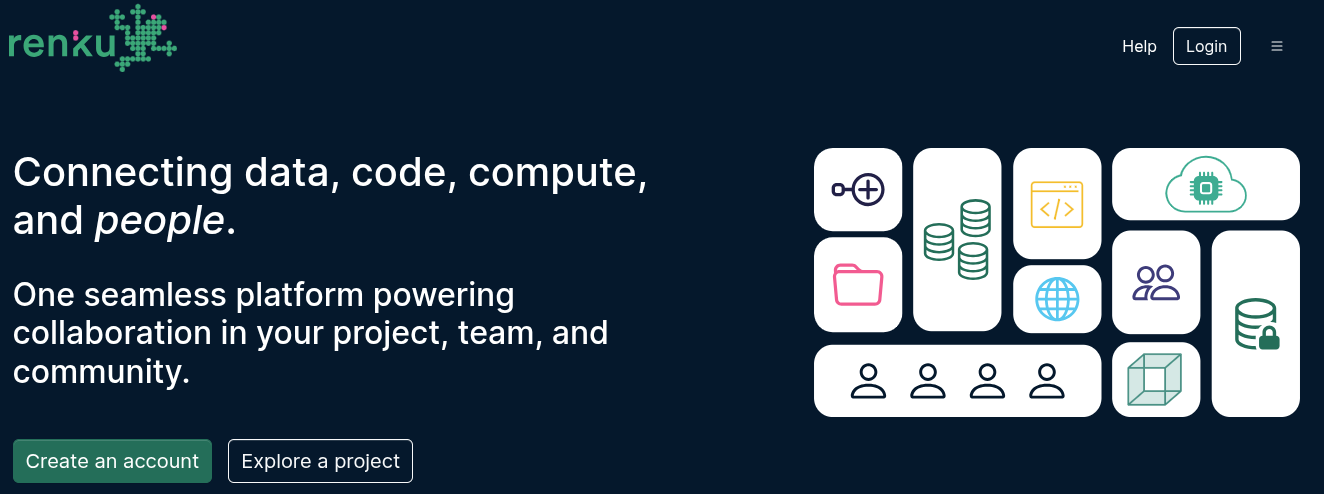 renku
Help
Login
Connecting data, code, compute,
and people.
One seamless platform powering
collaboration in your project, team, and
community.
Create an account
Explore a project